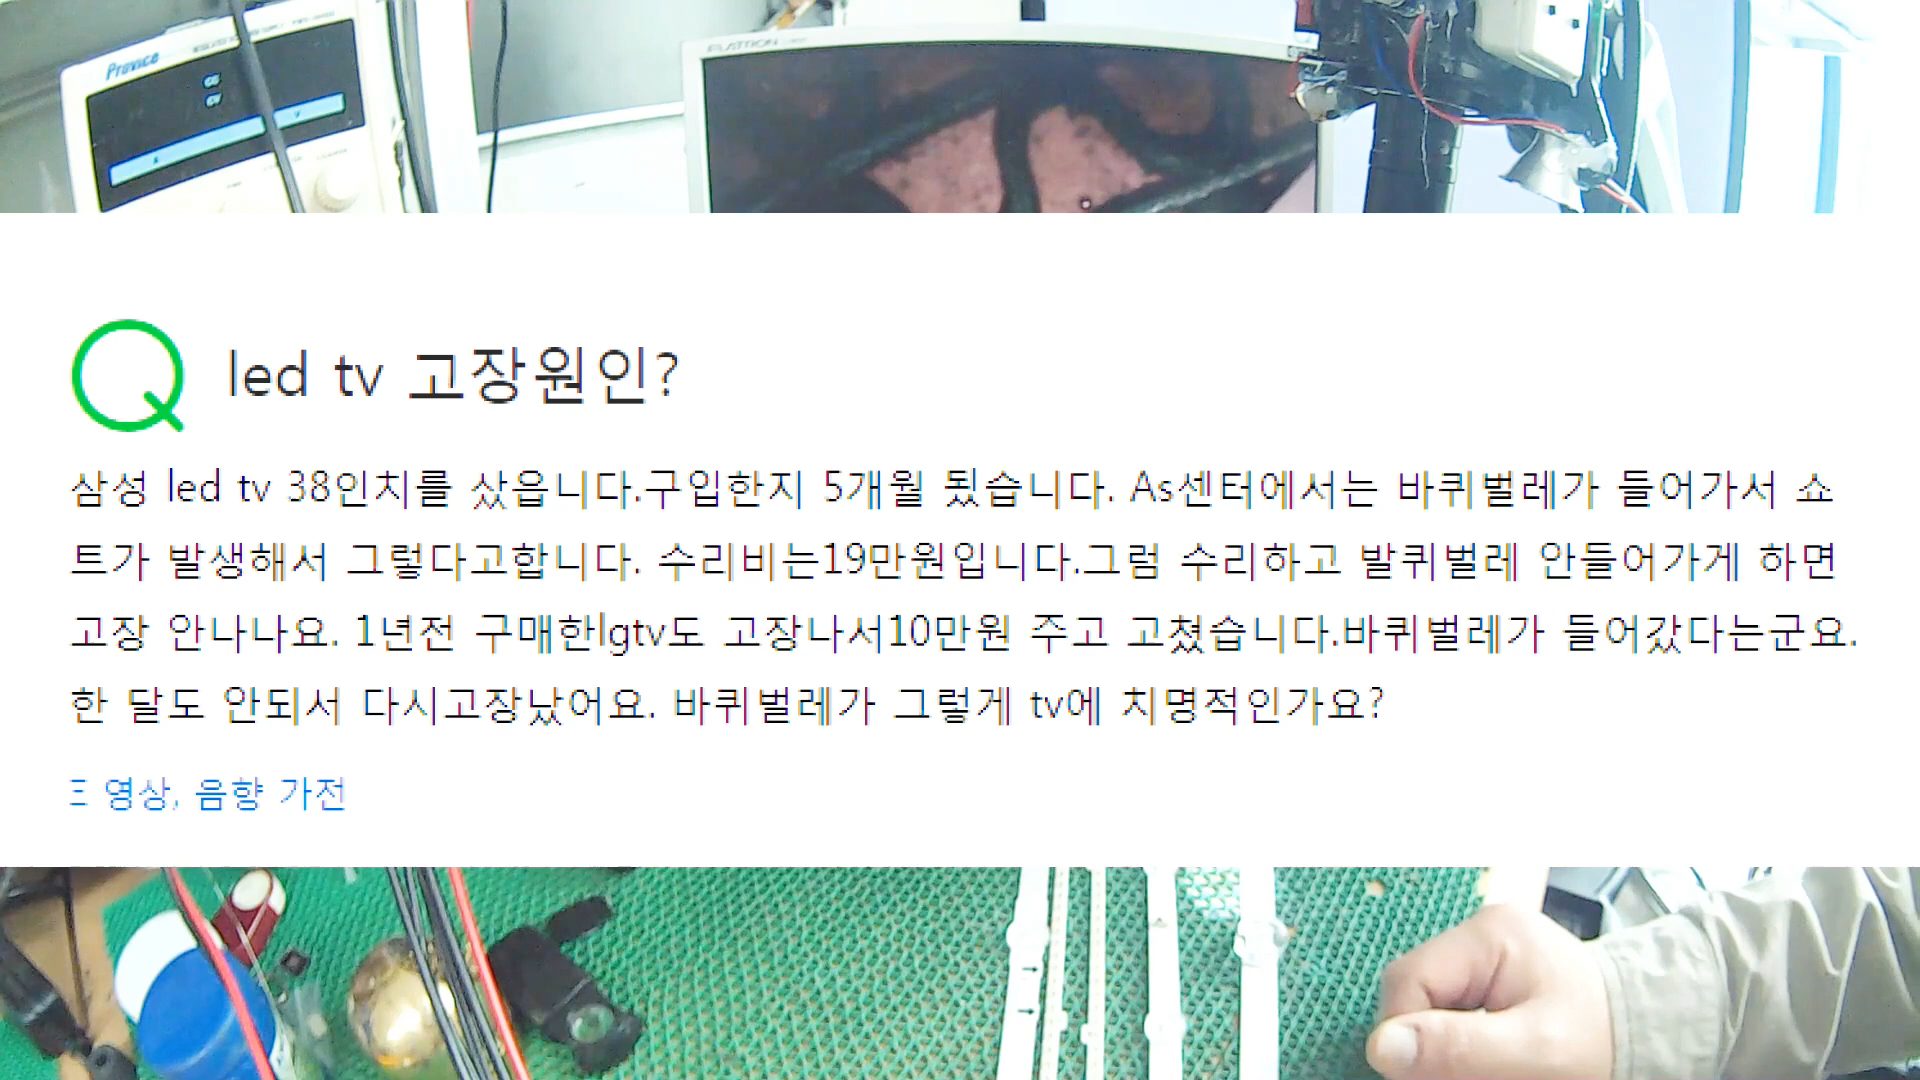 Provice
CC
CV
FLATRON
led tv 고장원인?
삼성 led tv 38인치를 샀읍니다.구입한지 5개월 됬습니다. As센터에서는 바퀴벌레가 들어가서 쇼
트가 발생해서 그렇다고합니다. 수리비는19만원입니다.그럼 수리하고 발퀴벌레 안들어가게 하면
고장 안나나요. 1년전 구매한lgtv도 고장나서10만원 주고 고쳤습니다.바퀴벌레가 들어갔다는군요.
한 달도 안되서 다시고장났어요. 바퀴벌레가 그렇게 tv에 치명적인가요?
영상, 음향 가전